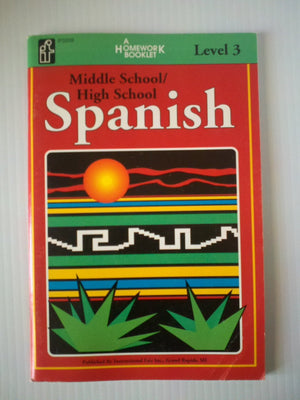 A
HOMEWORK
BOOKLET
Level 3
Middle School/
High School
Spanish
Published By Instructional Fair Inc., Grand Rapids, MI